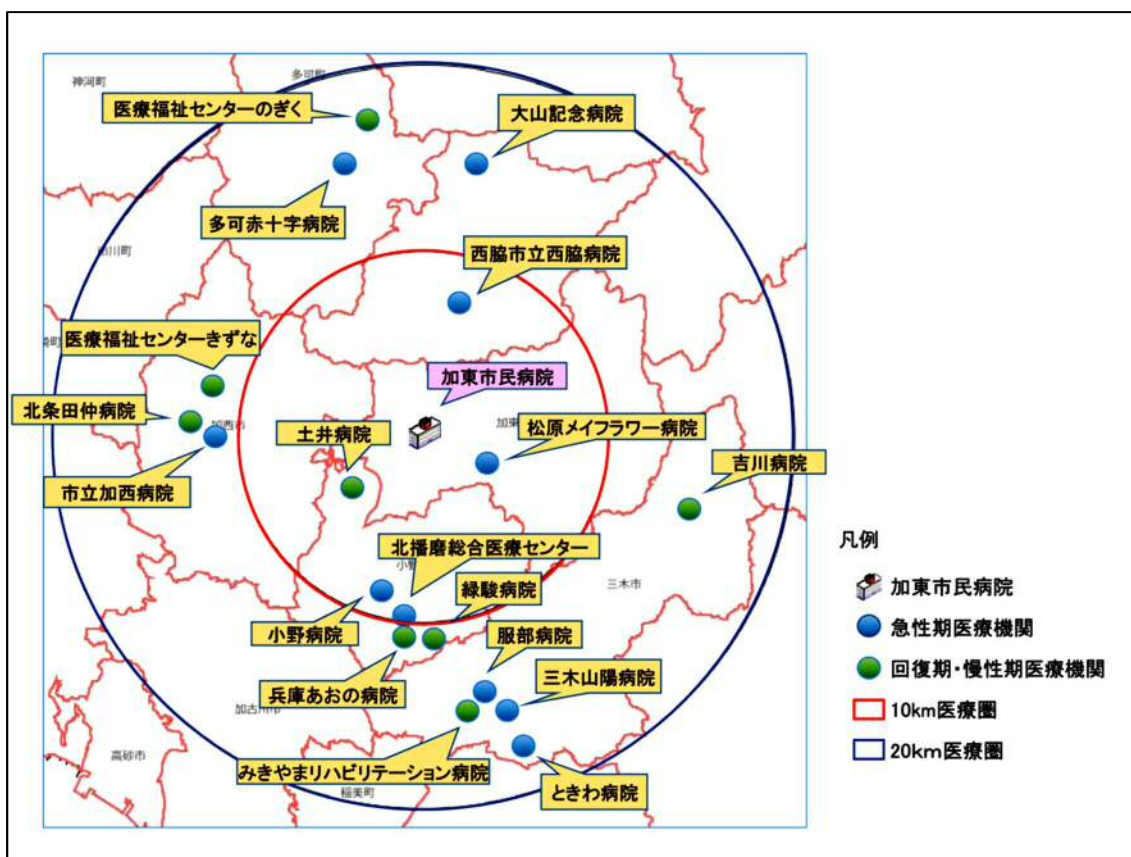 神河町
多可町
医療福祉センターのぎく
大山記念病院
多可赤十字病院
西脇市立西脇病院
医療福祉センターきずな
加東市民病院
北条田仲病院
加西市
土井病院
加東
松原メイフラワー病院
吉川病院
市立加西病院
北播磨総合医療センター
小野
緑駿病院
三木市
小野病院
服部病院
兵庫あおの病院
三木山陽病院
加古川市
高砂市
みきやまリハビリテーション病院
稲美町
ときわ病院
凡例
加東市民病院
急性期医療機関
回復期・慢性期医療機関
10km医療圏
20km医療圏